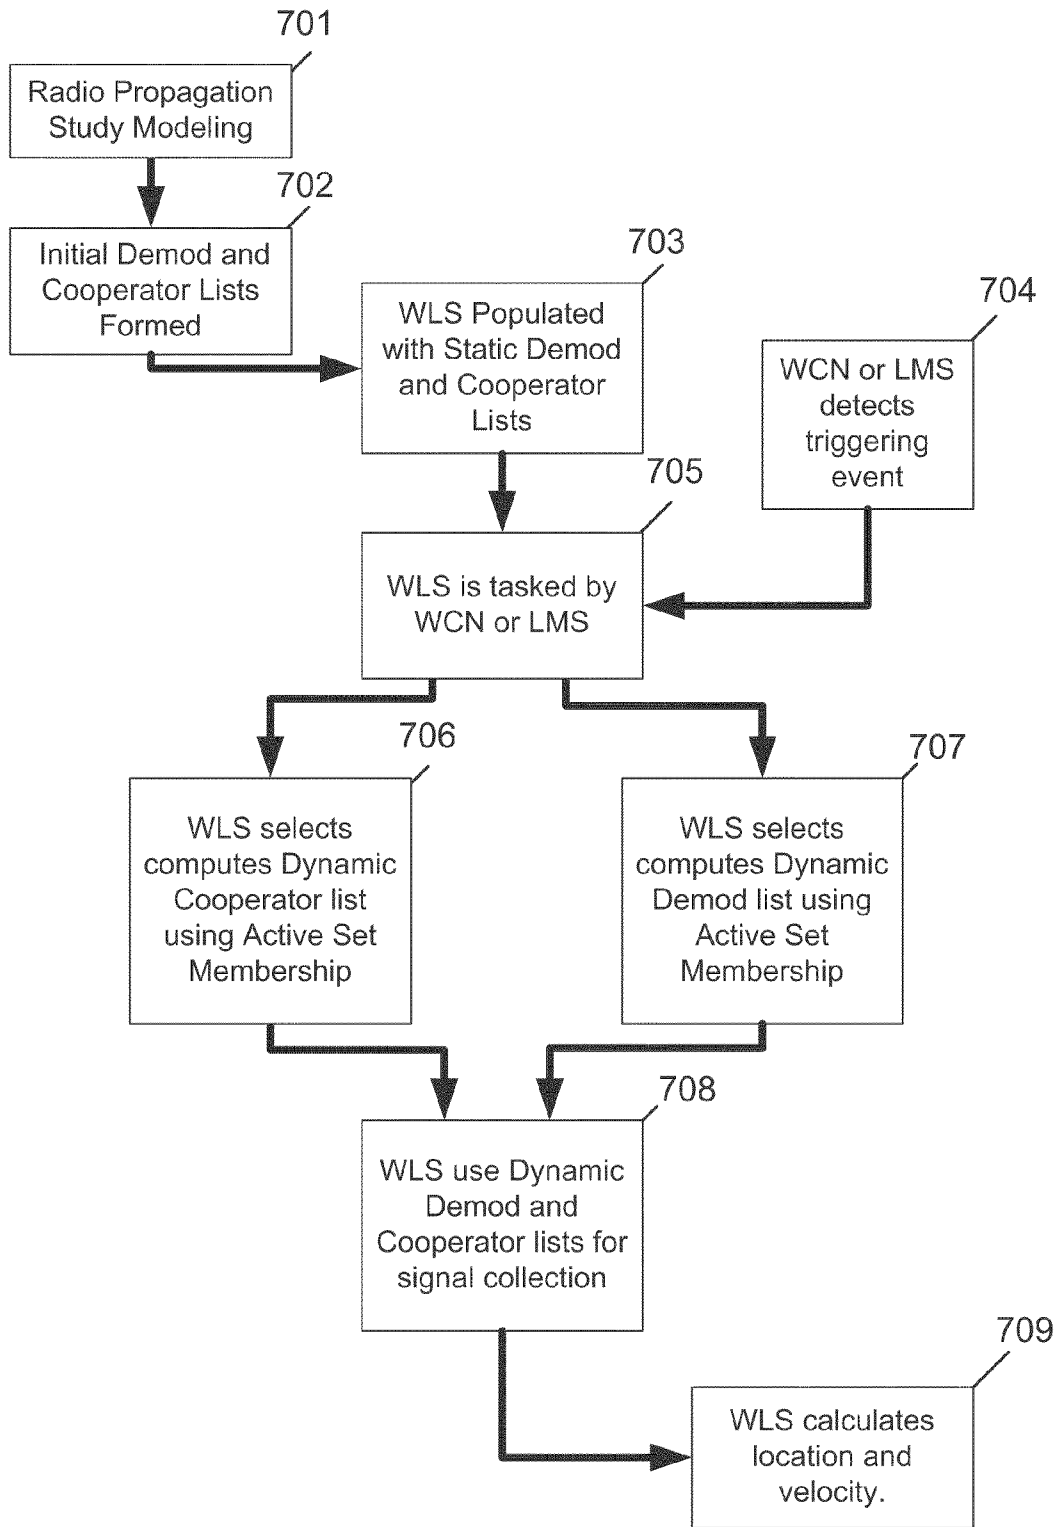 701
Radio Propagation
Study Modeling
702
Initial Demod and
Cooperator Lists
Formed
703
WLS Populated
with Static Demod
and Cooperator
Lists
704
WCN or LMS
detects
triggering
event
705
WLS is tasked by
WCN or LMS
706
WLS selects
computes Dynamic
Cooperator list
using Active Set
Membership
707
WLS selects
computes Dynamic
Demod list using
Active Set
Membership
708
WLS use Dynamic
Demod and
Cooperator lists for
signal collection
709
WLS calculates
location and
velocity.